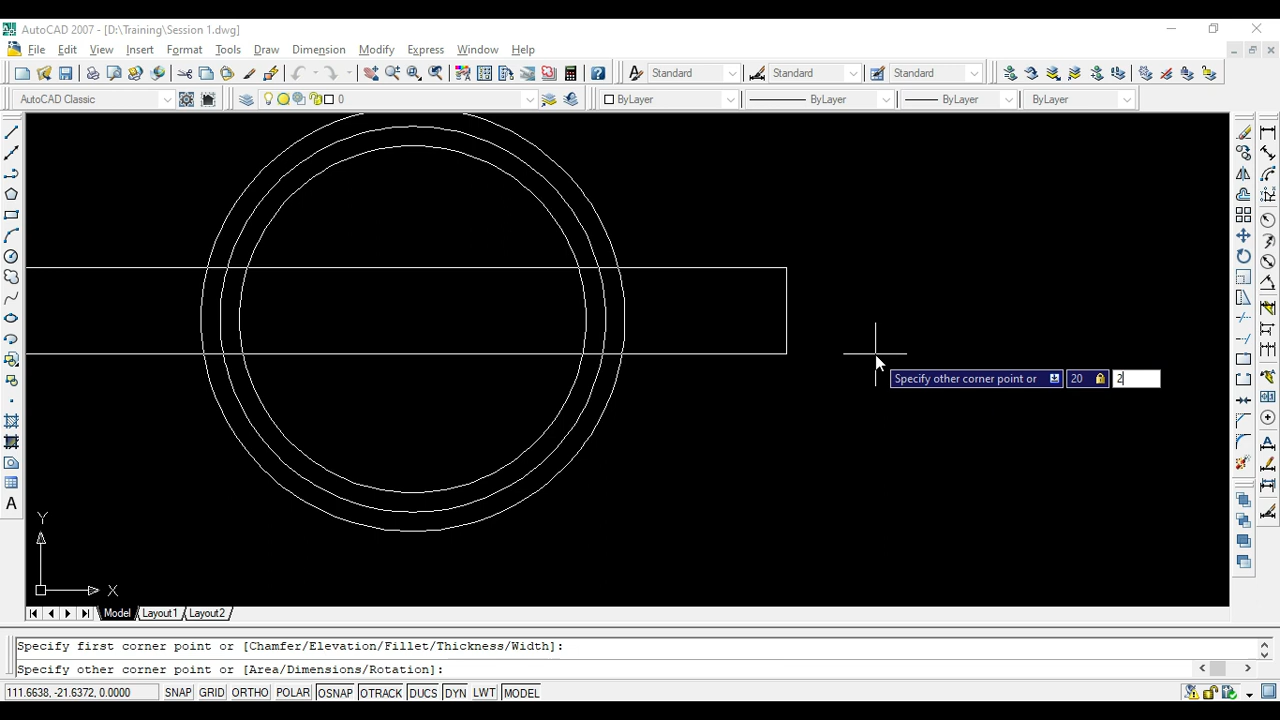 AutoCAD 2007 - [D:\Training\Session 1.dwg]
File Edit View Insert Format Tools Draw Dimension Modify Express Window Help
Standard Standard Standard
AutoCAD Classic 0 ByLayer ByLayer ByLayer ByLayer
Specify other corner point or 20 2
Y
X
A
Model Layout1 Layout2
Specify first corner point or [Chamfer/Elevation/Fillet/Thickness/Width]:
Specify other corner point or [Area/Dimensions/Rotation]:
111.6638, -21.6372, 0.0000 SNAP GRID ORTHO POLAR OSNAP OTRACK DUCS DYN LWT MODEL